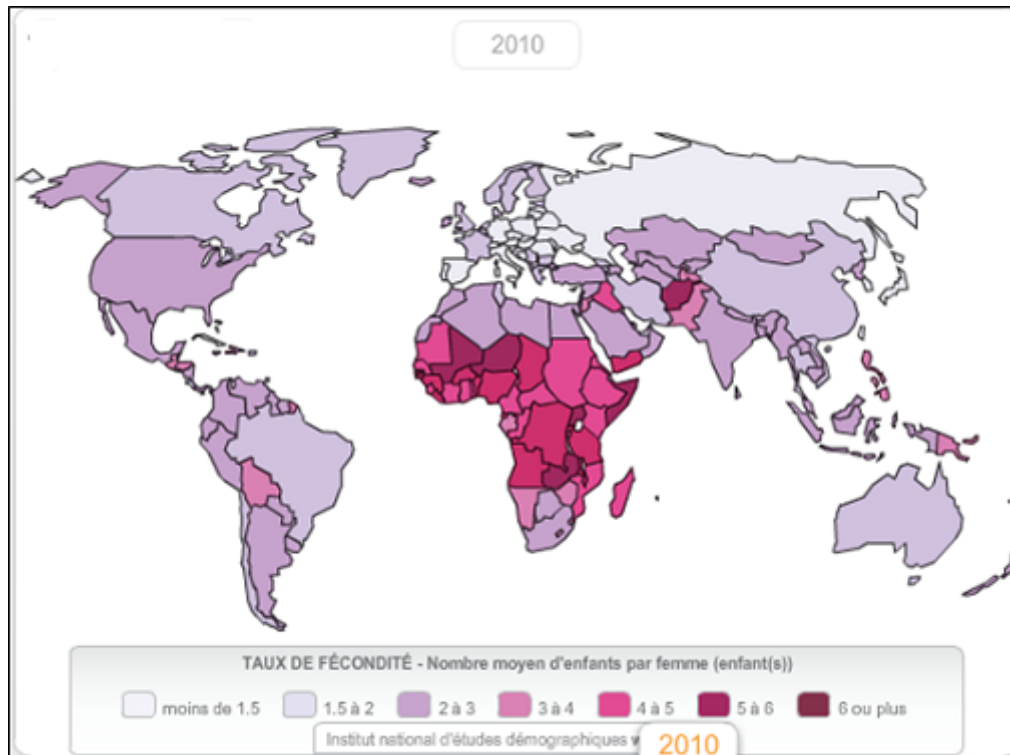 2010
TAUX DE FÉCONDITÉ - Nombre moyen d'enfants par femme (enfant(s))
moins de 1.5 1.5 à 2 2 à 3 3 à 4 4 à 5 5 à 6 6 ou plus
Institut national d'études démographiques
2010